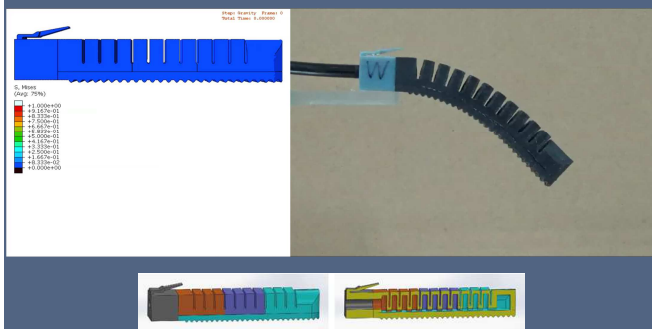 Step: Gravity Frame: 0
Total Time: 0.000000
S, Mises
(Avg: 75%)
+1.000e+00
+9.167e-01
+8.333e-01
+7.500e-01
+6.667e-01
+5.833e-01
+5.000e-01
+4.167e-01
+3.333e-01
+2.500e-01
+1.667e-01
+8.333e-02
+0.000e+00
W